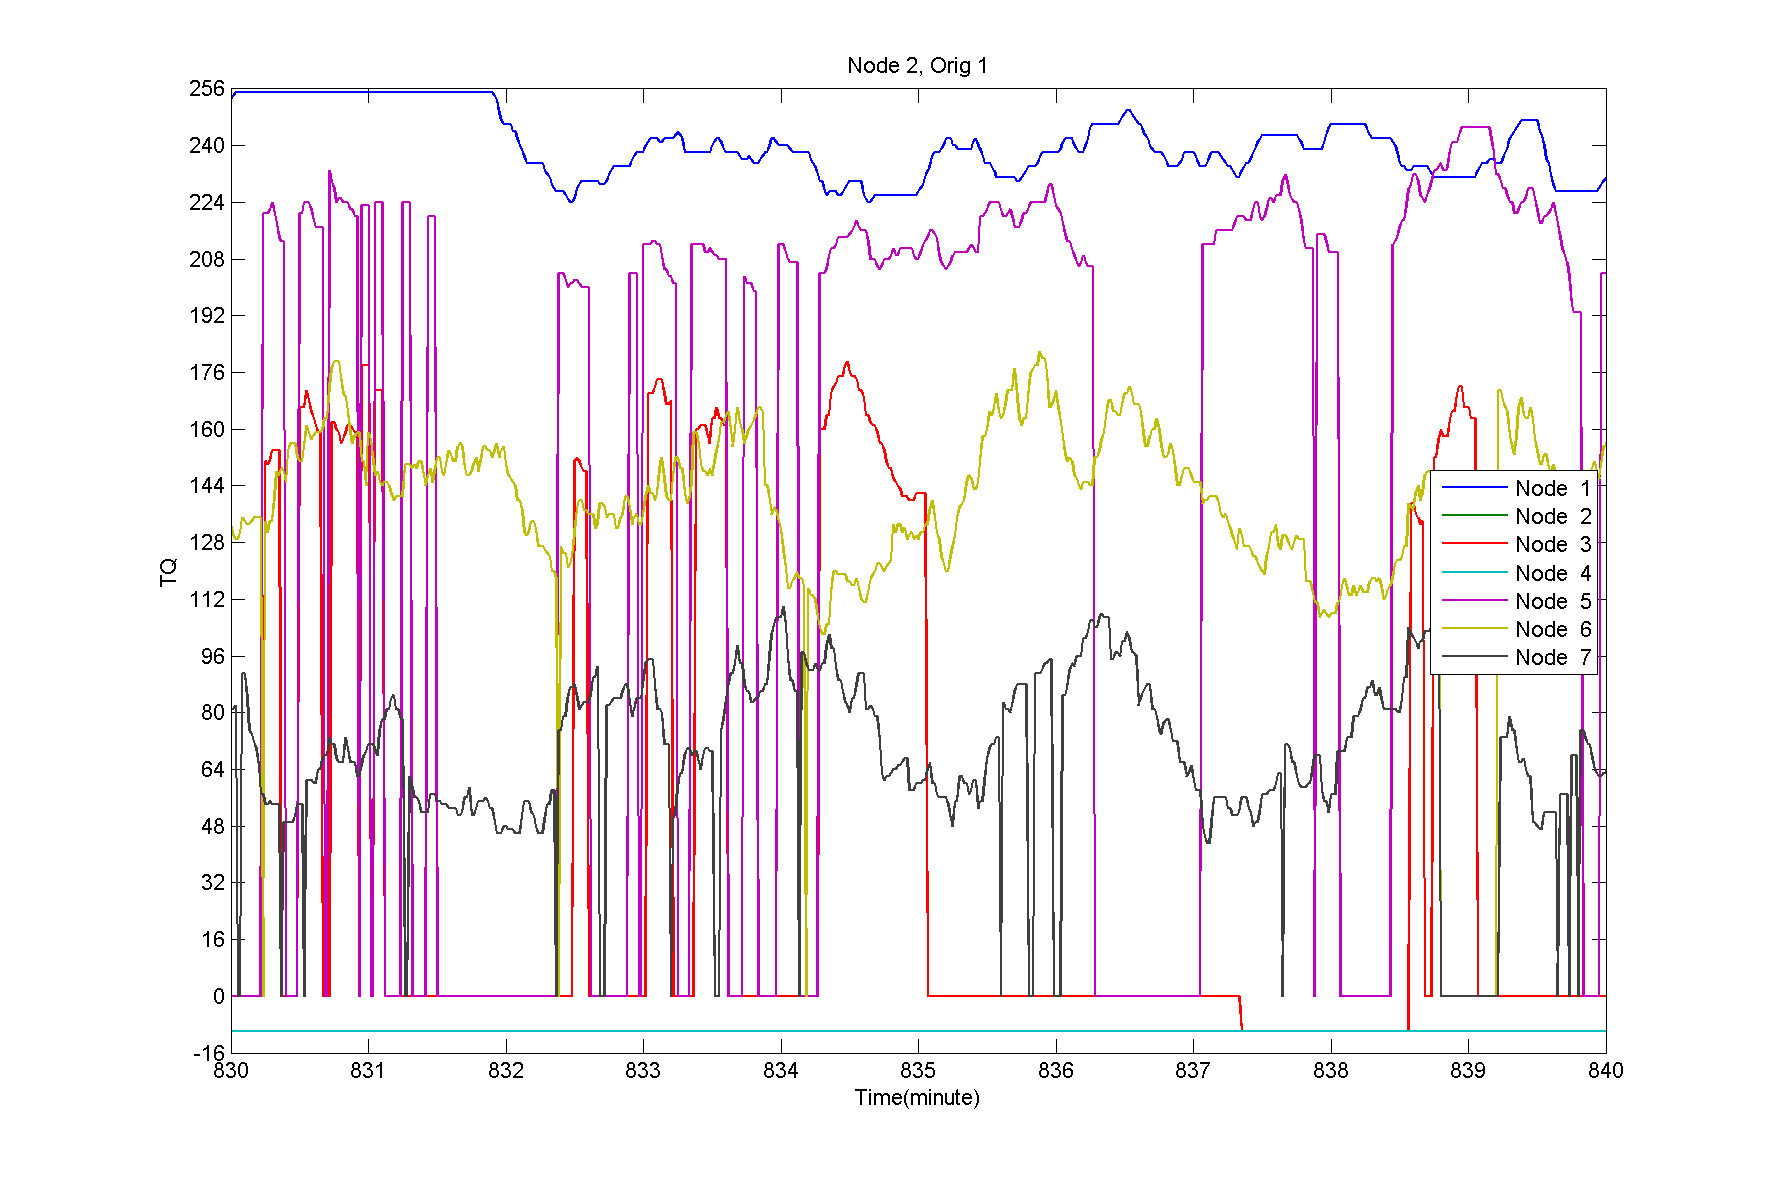 Node 2, Orig 1
256
240
224
208
192
176
160
144
128
112
96
80
64
48
32
16
0
-16
TQ
Node 1
Node 2
Node 3
Node 4
Node 5
Node 6
Node 7
830 831 832 833 834 835 836 837 838 839 840
Time(minute)